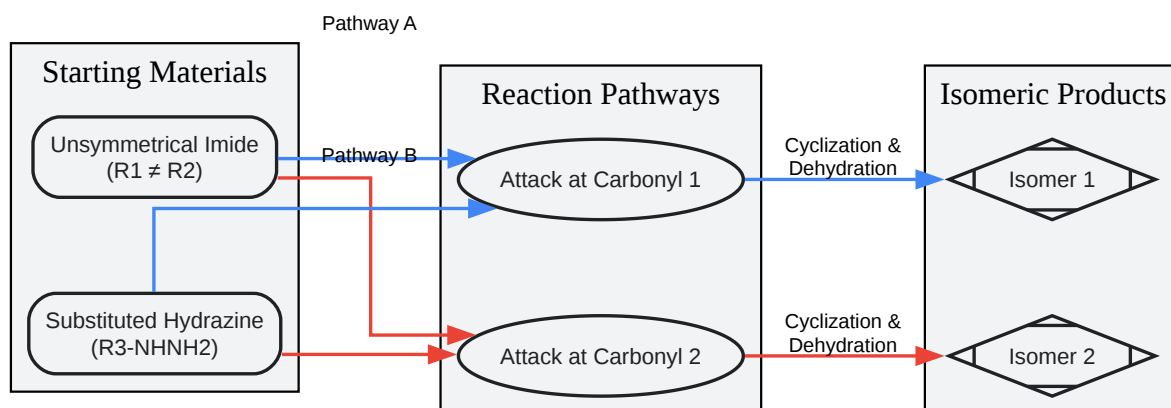 Pathway A
Starting Materials
Unsymmetrical Imide
(R1 ≠ R2)
Substituted Hydrazine
(R3-NHNH2)
Pathway B
Reaction Pathways
Attack at Carbonyl 1
Attack at Carbonyl 2
Cyclization &
Dehydration
Cyclization &
Dehydration
Isomeric Products
Isomer 1
Isomer 2